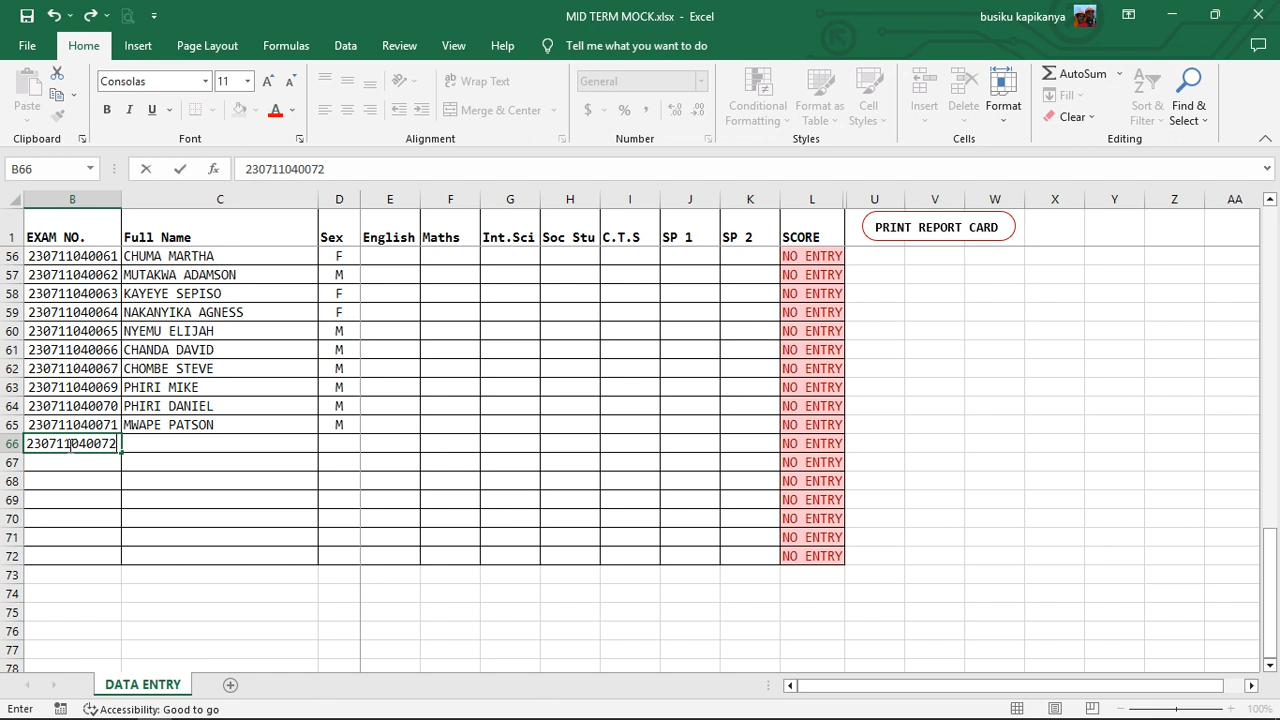 MID TERM MOCK.xlsx - Excel
busiku kapikanya
File Home Insert Page Layout Formulas Data Review View Help Tell me what you want to do
Consolas 11 Wrap Text General AutoSum
Paste Merge & Center Conditional Formatting Format as Table Cell Styles Insert Delete Format Fill Sort & Filter Find & Select
Clear
Clipboard Font Alignment Number Styles Cells Editing
B66 230711040072
B C D E F G H I J K L U V W X Y Z AA
1 EXAM NO. Full Name Sex English Maths Int.Sci Soc Stu C.T.S SP 1 SP 2 SCORE PRINT REPORT CARD
56 230711040061 CHUMA MARTHA F NO ENTRY
57 230711040062 MUTAKWA ADAMSON M NO ENTRY
58 230711040063 KAYEYE SEPISO F NO ENTRY
59 230711040064 NAKANYIKA AGNESS F NO ENTRY
60 230711040065 NYEMU ELIJAH M NO ENTRY
61 230711040066 CHANDA DAVID M NO ENTRY
62 230711040067 CHOMBE STEVE M NO ENTRY
63 230711040069 PHIRI MIKE M NO ENTRY
64 230711040070 PHIRI DANIEL M NO ENTRY
65 230711040071 MWAPE PATSON M NO ENTRY
66 230711040072 NO ENTRY
67 NO ENTRY
68 NO ENTRY
69 NO ENTRY
70 NO ENTRY
71 NO ENTRY
72 NO ENTRY
73
74
75
76
77
78
DATA ENTRY
Enter Accessibility: Good to go 100%